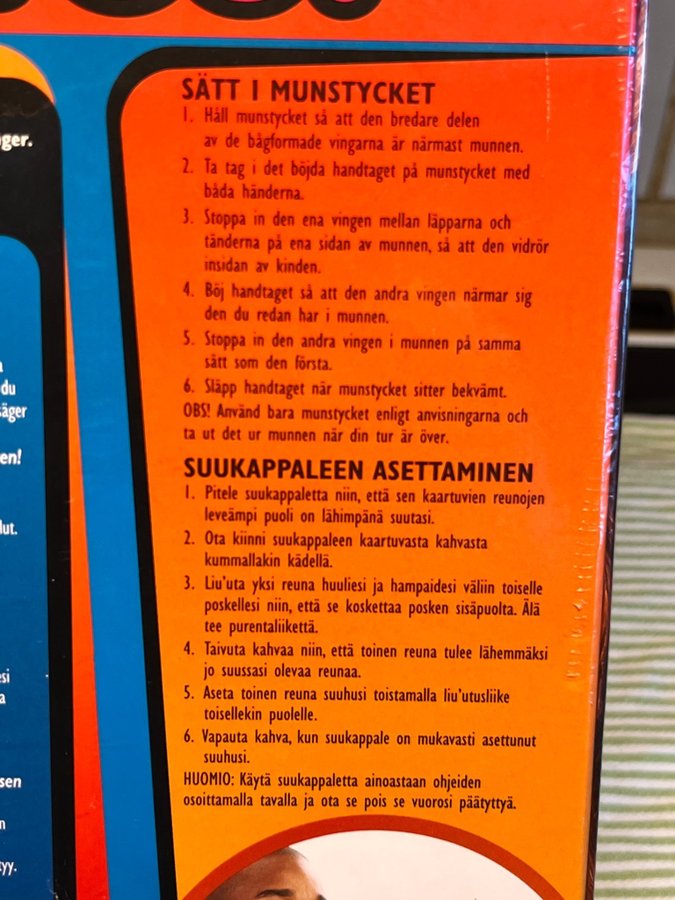 ger.
du
säger
en!
lut.
sen
n
yy.
SÄTT I MUNSTYCKET
1. Håll munstycket så att den bredare delen
av de bågformade vingarna är närmast munnen.
2. Ta tag i det böjda handtaget på munstycket med
båda händerna.
3. Stoppa in den ena vingen mellan läpparna och
tänderna på ena sidan av munnen, så att den vidrör
insidan av kinden.
4. Böj handtaget så att den andra vingen närmar sig
den du redan har i munnen.
5. Stoppa in den andra vingen i munnen på samma
sätt som den första.
6. Släpp handtaget när munstycket sitter bekvämt.
OBS! Använd bara munstycket enligt anvisningarna och
ta ut det ur munnen när din tur är över.
SUUKAPPALEEN ASETTAMINEN
1. Pitele suukappaletta niin, että sen kaartuvien reunojen
leveämpi puoli on lähimpänä suutasi.
2. Ota kiinni suukappaleen kaartuvasta kahvasta
kummallakin kädellä.
3. Liu'uta yksi reuna huuliesi ja hampaidesi väliin toiselle
poskellesi niin, että se koskettaa posken sisäpuolta. Älä
tee purentaliikettä.
4. Taivuta kahvaa niin, että toinen reuna tulee lähemmäksi
jo suussasi olevaa reunaa.
5. Aseta toinen reuna suuhusi toistamalla liu'utusliike
toisellekin puolelle.
6. Vapauta kahva, kun suukappale on mukavasti asettunut
suuhusi.
HUOMIO: Käytä suukappaletta ainoastaan ohjeiden
osoittamalla tavalla ja ota se pois se vuorosi päätyttyä.